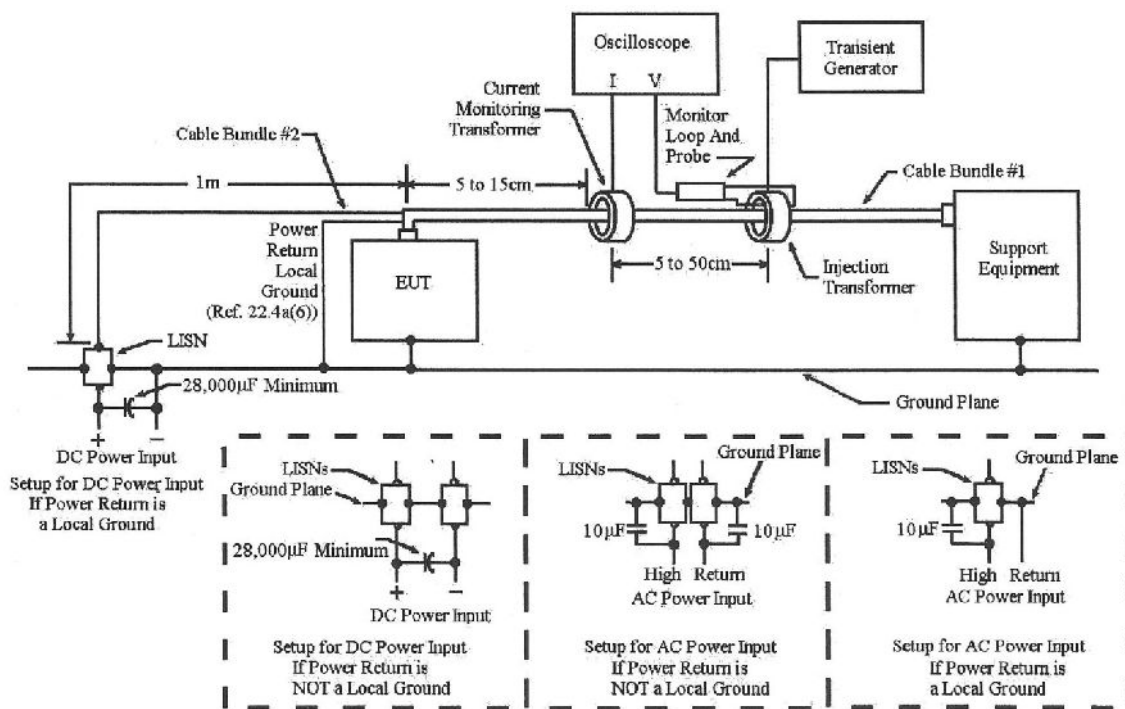 Oscilloscope
I V
Transient
Generator
Current
Monitoring
Transformer
Monitor
Loop And
Probe
Cable Bundle #2
Cable Bundle #1
1m
5 to 15cm
Power
Return
Local
Ground
(Ref. 22.4a(6))
EUT
5 to 50cm
Injection
Transformer
Support
Equipment
LISN
28,000µF Minimum
Ground Plane
+ −
DC Power Input
Setup for DC Power Input
If Power Return is
a Local Ground
LISNs
Ground Plane
28,000µF Minimum
+ −
DC Power Input
Setup for DC Power Input
If Power Return is
NOT a Local Ground
LISNs
Ground Plane
10µF
10µF
High Return
AC Power Input
Setup for AC Power Input
If Power Return is
NOT a Local Ground
LISNs
Ground Plane
10µF
High Return
AC Power Input
Setup for AC Power Input
If Power Return is
a Local Ground